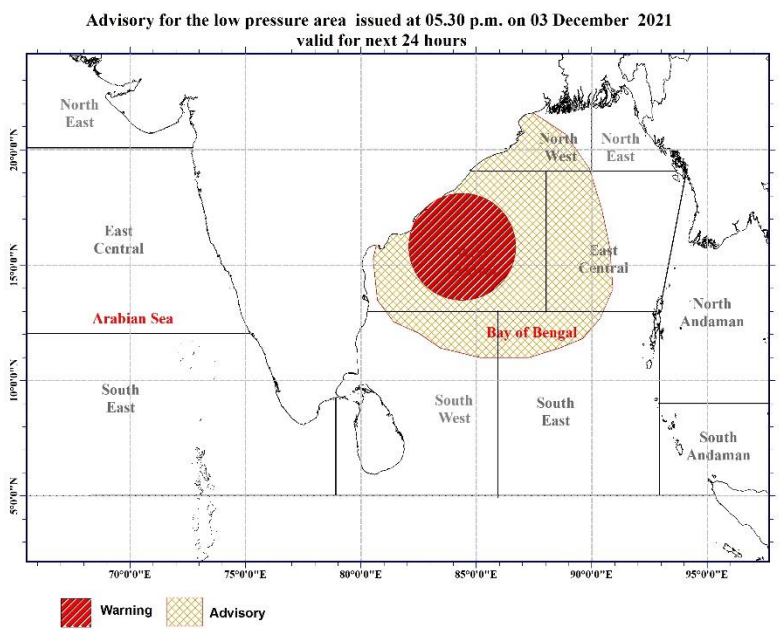 Advisory for the low pressure area issued at 05.30 p.m. on 03 December 2021
valid for next 24 hours
North
East
North
West
North
East
20°0'0"N
East
Central
East
Central
15°0'0"N
Arabian Sea
North
Andaman
Bay of Bengal
10°0'0"N
South
East
South
West
South
East
South
Andaman
5°0'0"N
70°0'0"E 75°0'0"E 80°0'0"E 85°0'0"E 90°0'0"E 95°0'0"E
Warning Advisory